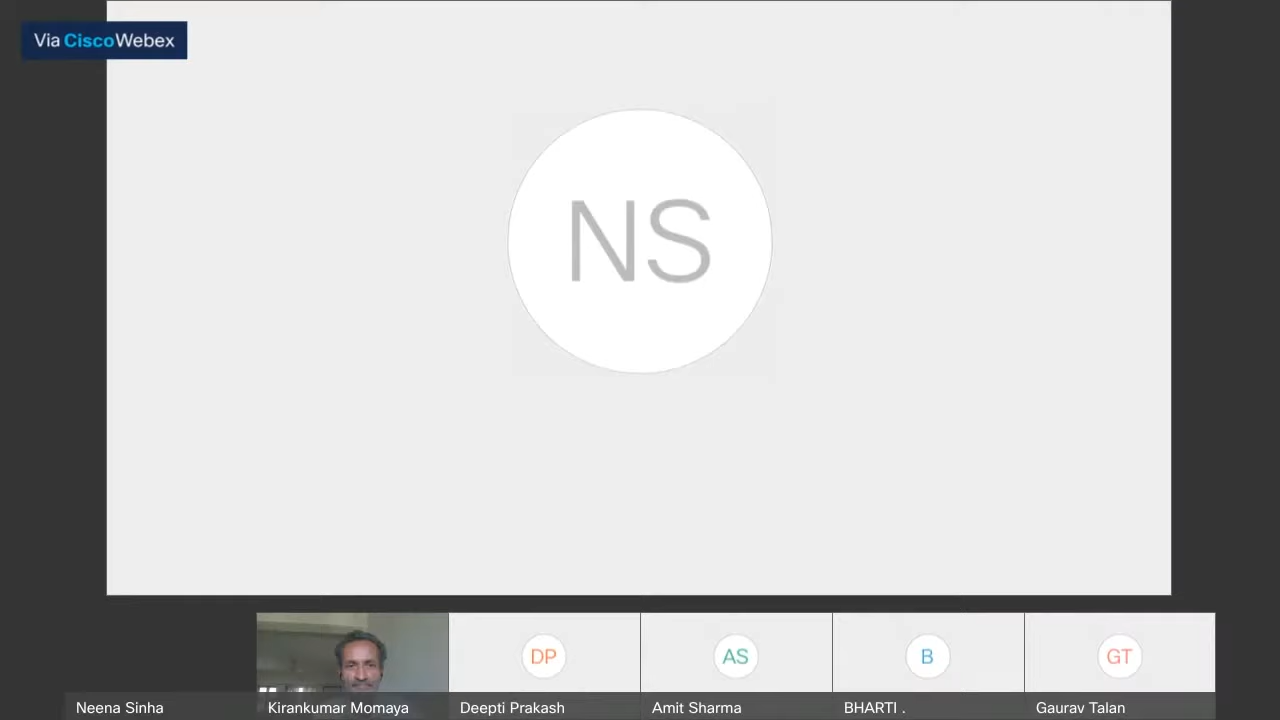 Via CiscoWebex
NS
DP
AS
B
GT
Neena Sinha
Kirankumar Momaya
Deepti Prakash
Amit Sharma
BHARTI .
Gaurav Talan